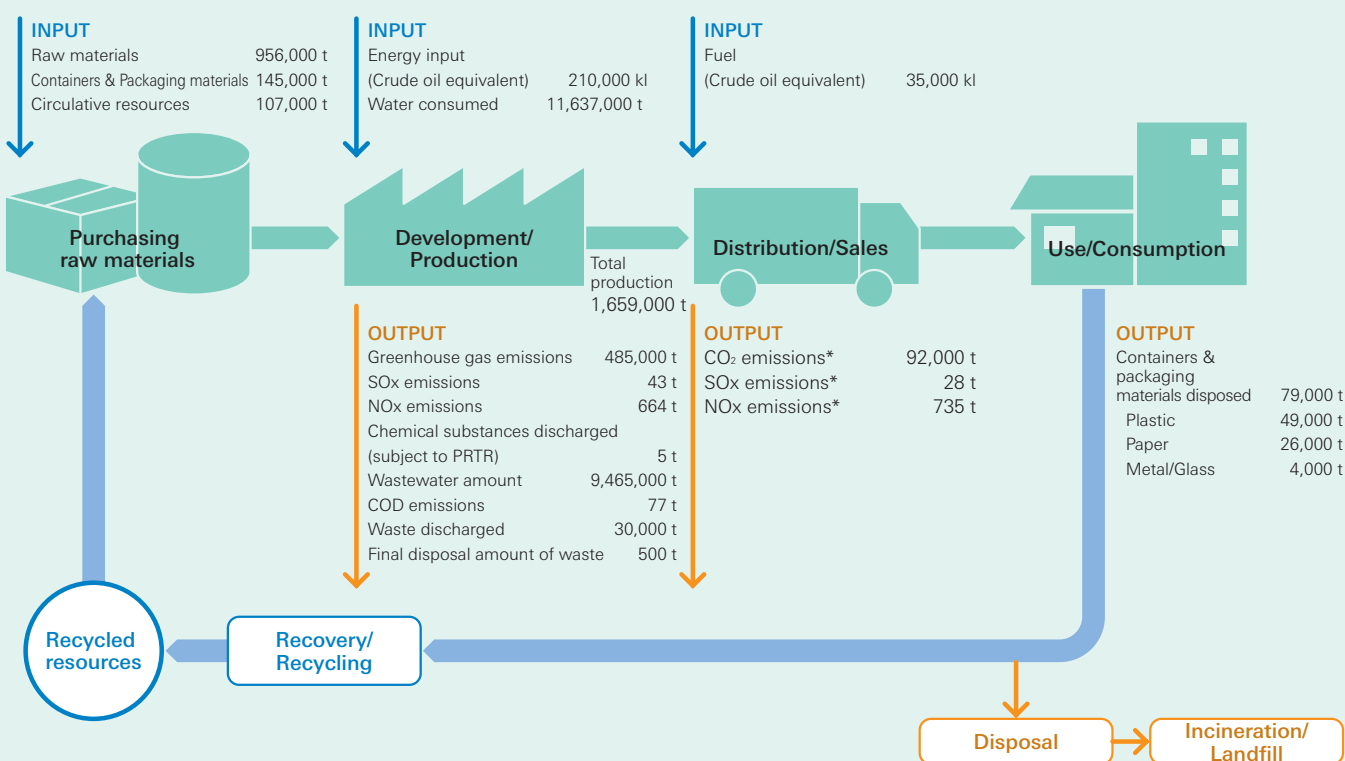 INPUT
Raw materials 956,000 t
Containers & Packaging materials 145,000 t
Circulative resources 107,000 t
INPUT
Energy input
(Crude oil equivalent) 210,000 kl
Water consumed 11,637,000 t
INPUT
Fuel
(Crude oil equivalent) 35,000 kl
Purchasing
raw materials
Development/
Production
Total
production
1,659,000 t
Distribution/Sales
Use/Consumption
OUTPUT
Greenhouse gas emissions 485,000 t
SOx emissions 43 t
NOx emissions 664 t
Chemical substances discharged
(subject to PRTR) 5 t
Wastewater amount 9,465,000 t
COD emissions 77 t
Waste discharged 30,000 t
Final disposal amount of waste 500 t
OUTPUT
CO₂ emissions* 92,000 t
SOx emissions* 28 t
NOx emissions* 735 t
OUTPUT
Containers &
packaging
materials disposed 79,000 t
Plastic 49,000 t
Paper 26,000 t
Metal/Glass 4,000 t
Recycled
resources
Recovery/
Recycling
Disposal
Incineration/
Landfill